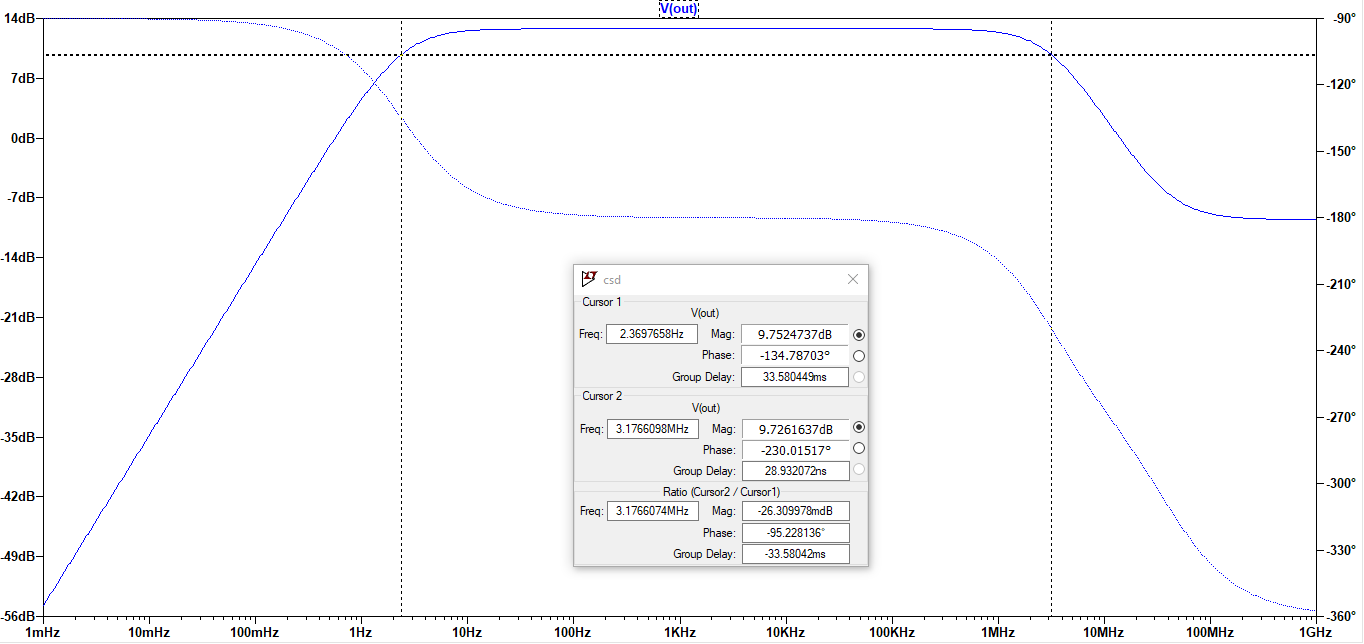 V(out)
14dB
7dB
0dB
-7dB
-14dB
-21dB
-28dB
-35dB
-42dB
-49dB
-56dB
-90°
-120°
-150°
-180°
-210°
-240°
-270°
-300°
-330°
-360°
csd
Cursor 1
V(out)
Freq: 2.3697658Hz Mag: 9.7524737dB
Phase: -134.78703°
Group Delay: 33.580449ms
Cursor 2
V(out)
Freq: 3.1766098MHz Mag: 9.7261637dB
Phase: -230.01517°
Group Delay: 28.932072ns
Ratio (Cursor2 / Cursor1)
Freq: 3.1766074MHz Mag: -26.309978mdB
Phase: -95.228136°
Group Delay: -33.58042ms
1mHz 10mHz 100mHz 1Hz 10Hz 100Hz 1KHz 10KHz 100KHz 1MHz 10MHz 100MHz 1GHz